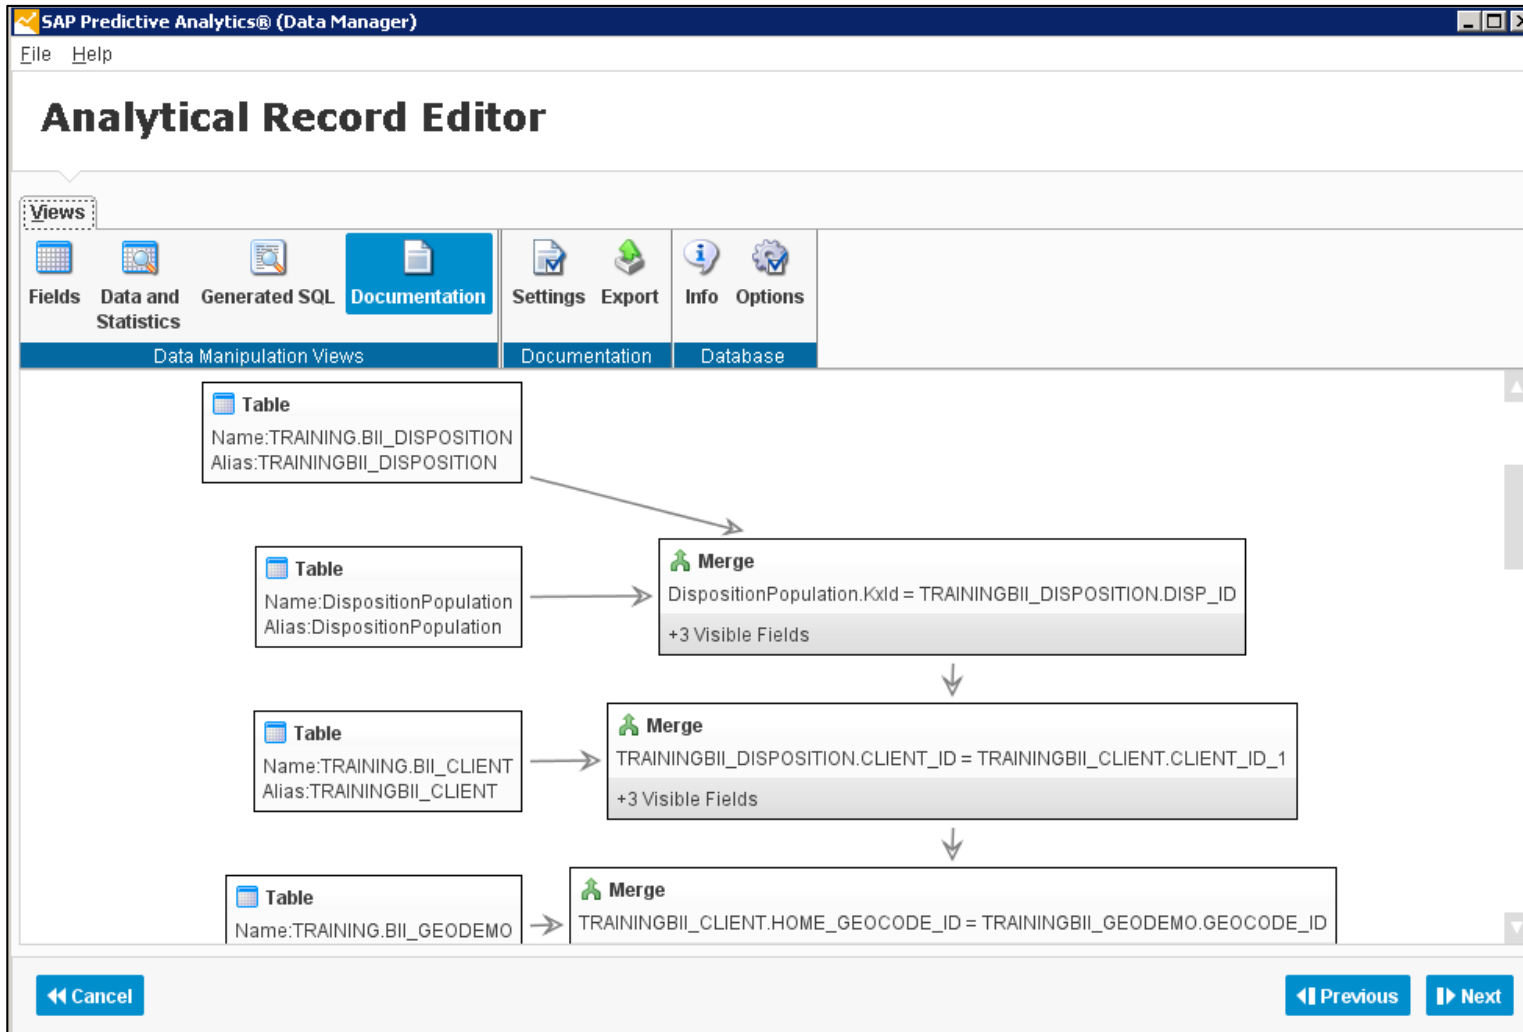 SAP Predictive Analytics® (Data Manager)
File Help
Analytical Record Editor
Views
Fields
Data and
Statistics
Generated SQL
Documentation
Settings
Export
Info
Options
Data Manipulation Views
Documentation
Database
Table
Name:TRAINING.BII_DISPOSITION
Alias:TRAININGBII_DISPOSITION
Table
Name:DispositionPopulation
Alias:DispositionPopulation
Merge
DispositionPopulation.KxId = TRAININGBII_DISPOSITION.DISP_ID
+3 Visible Fields
Table
Name:TRAINING.BII_CLIENT
Alias:TRAININGBII_CLIENT
Merge
TRAININGBII_DISPOSITION.CLIENT_ID = TRAININGBII_CLIENT.CLIENT_ID_1
+3 Visible Fields
Table
Name:TRAINING.BII_GEODEMO
Merge
TRAININGBII_CLIENT.HOME_GEOCODE_ID = TRAININGBII_GEODEMO.GEOCODE_ID
Cancel
Previous
Next